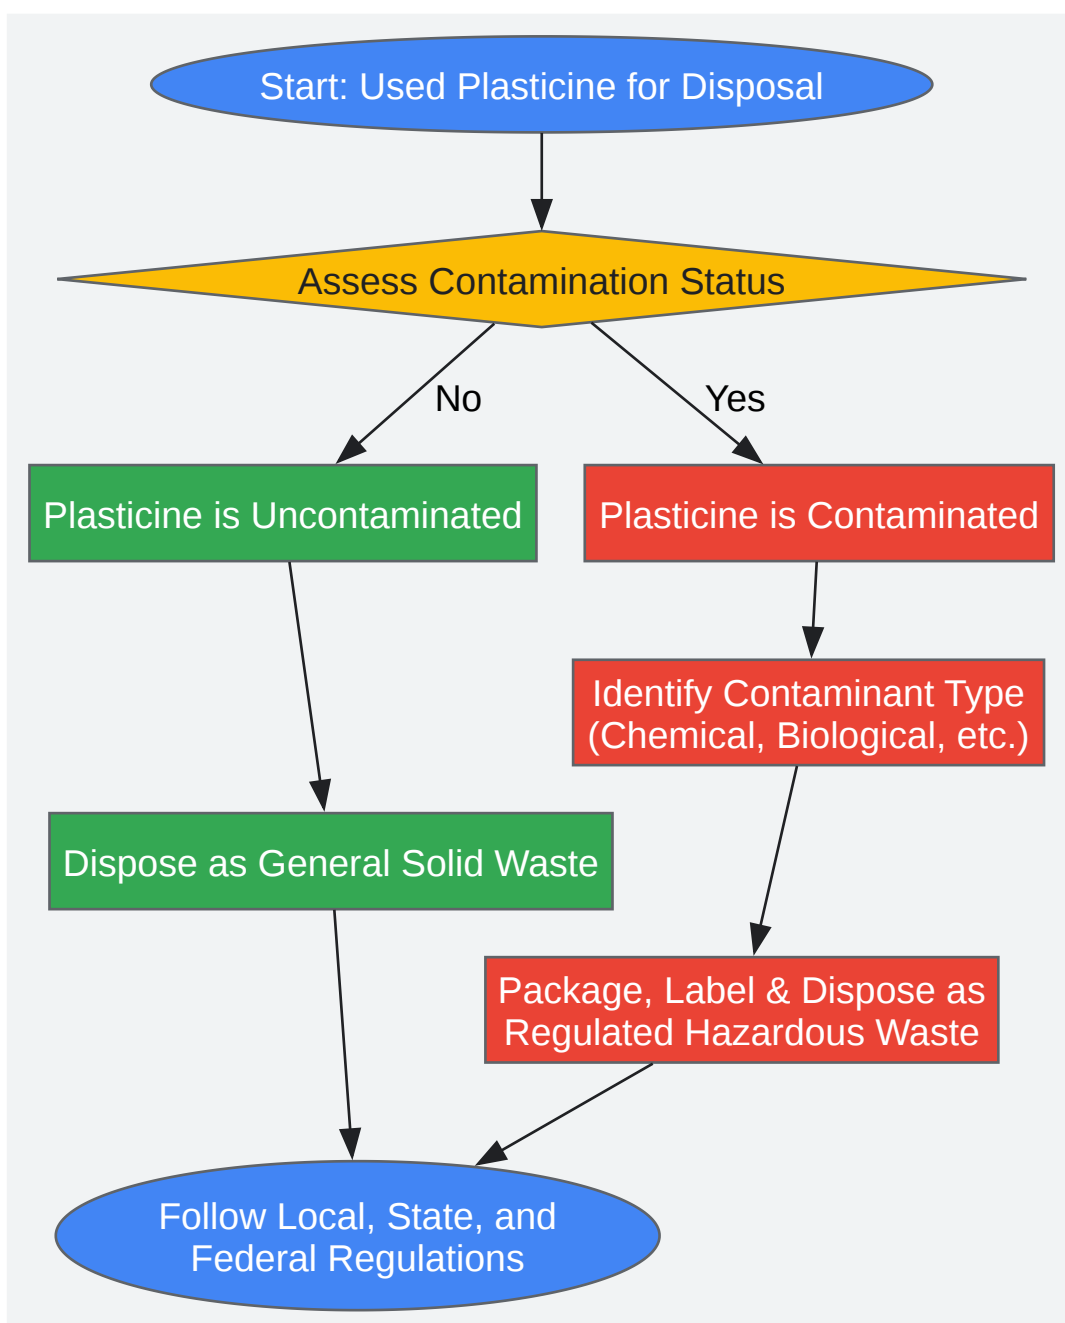 Start: Used Plasticine for Disposal
Assess Contamination Status
No
Yes
Plasticine is Uncontaminated
Plasticine is Contaminated
Identify Contaminant Type
(Chemical, Biological, etc.)
Dispose as General Solid Waste
Package, Label & Dispose as
Regulated Hazardous Waste
Follow Local, State, and
Federal Regulations